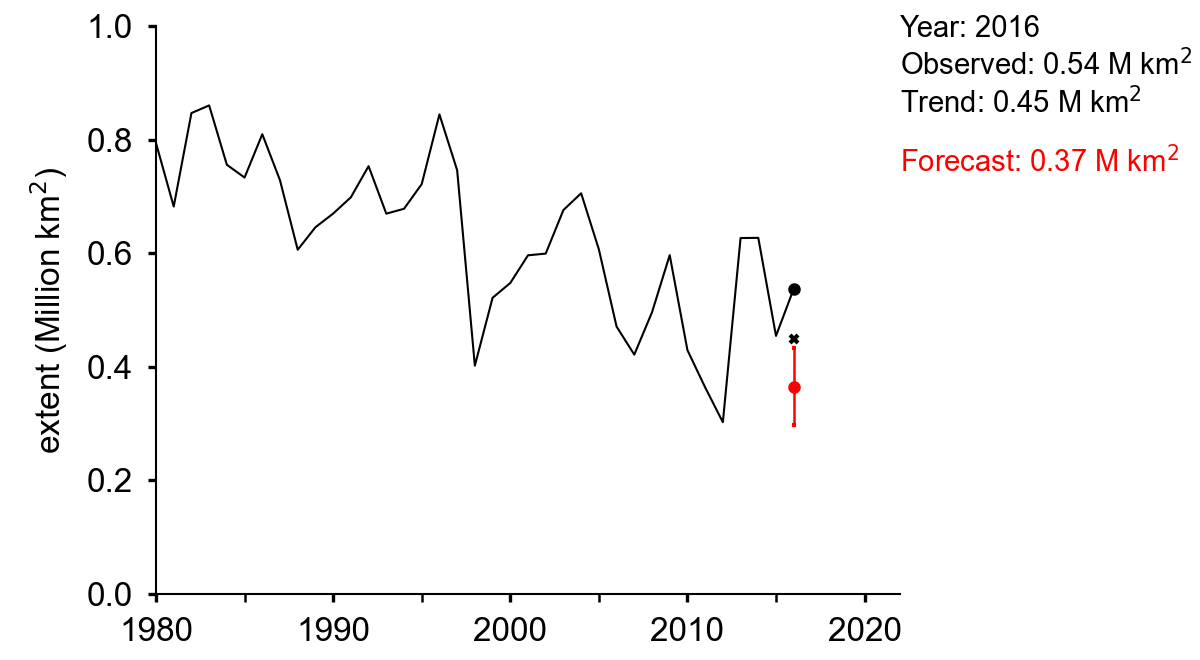 Year: 2016
Observed: 0.54 M km²
Trend: 0.45 M km²
Forecast: 0.37 M km²
extent (Million km²)
1.0
0.8
0.6
0.4
0.2
0.0
1980 1990 2000 2010 2020